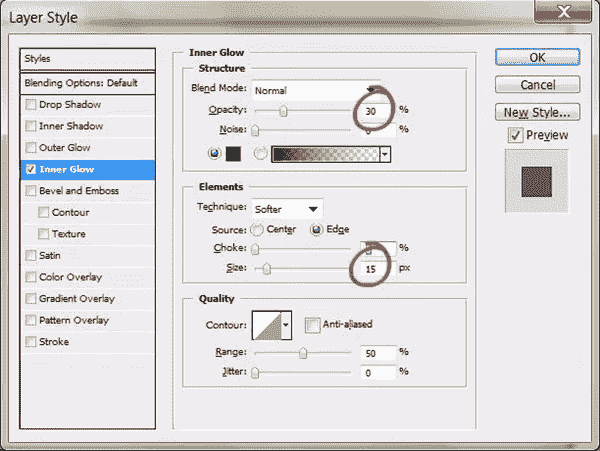 Layer Style
Styles
Blending Options: Default
Drop Shadow
Inner Shadow
Outer Glow
Inner Glow
Bevel and Emboss
Contour
Texture
Satin
Color Overlay
Gradient Overlay
Pattern Overlay
Stroke
Inner Glow
Structure
Blend Mode: Normal
Opacity: 30 %
Noise: 0 %
Elements
Technique: Softer
Source: Center Edge
Choke: %
Size: 15 px
Quality
Contour: Anti-aliased
Range: 50 %
Jitter: 0 %
OK
Cancel
New Style...
Preview